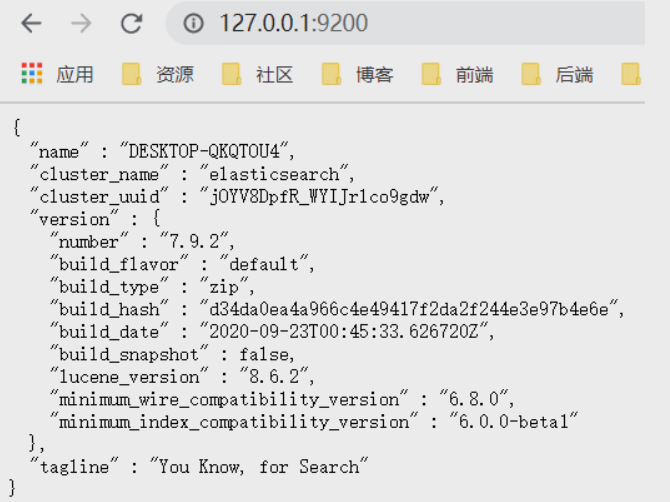 127.0.0.1:9200
应用 资源 社区 博客 前端 后端
{
"name" : "DESKTOP-QKQTOU4",
"cluster_name" : "elasticsearch",
"cluster_uuid" : "jOYV8DpfR_WYIJrlco9gdw",
"version" : {
"number" : "7.9.2",
"build_flavor" : "default",
"build_type" : "zip",
"build_hash" : "d34da0ea4a966c4e49417f2da2f244e3e97b4e6e",
"build_date" : "2020-09-23T00:45:33.626720Z",
"build_snapshot" : false,
"lucene_version" : "8.6.2",
"minimum_wire_compatibility_version" : "6.8.0",
"minimum_index_compatibility_version" : "6.0.0-beta1"
},
"tagline" : "You Know, for Search"
}